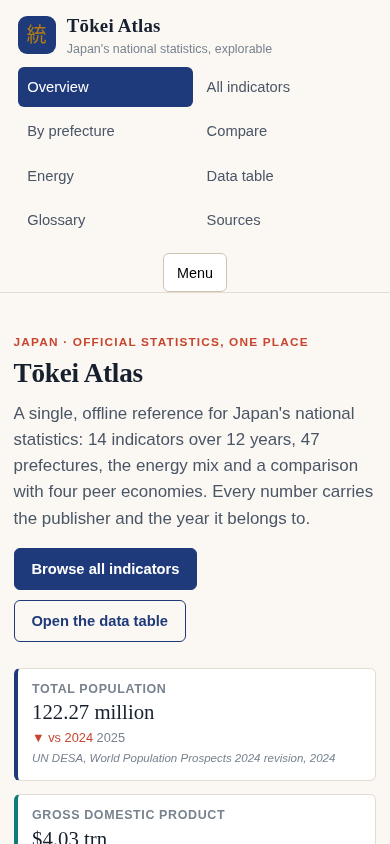 統
Tōkei Atlas
Japan's national statistics, explorable
Overview
All indicators
By prefecture
Compare
Energy
Data table
Glossary
Sources
Menu
JAPAN · OFFICIAL STATISTICS, ONE PLACE
Tōkei Atlas
A single, offline reference for Japan's national
statistics: 14 indicators over 12 years, 47
prefectures, the energy mix and a comparison
with four peer economies. Every number carries
the publisher and the year it belongs to.
Browse all indicators
Open the data table
TOTAL POPULATION
122.27 million
▼ vs 2024 2025
UN DESA, World Population Prospects 2024 revision, 2024
GROSS DOMESTIC PRODUCT
$4.03 trn